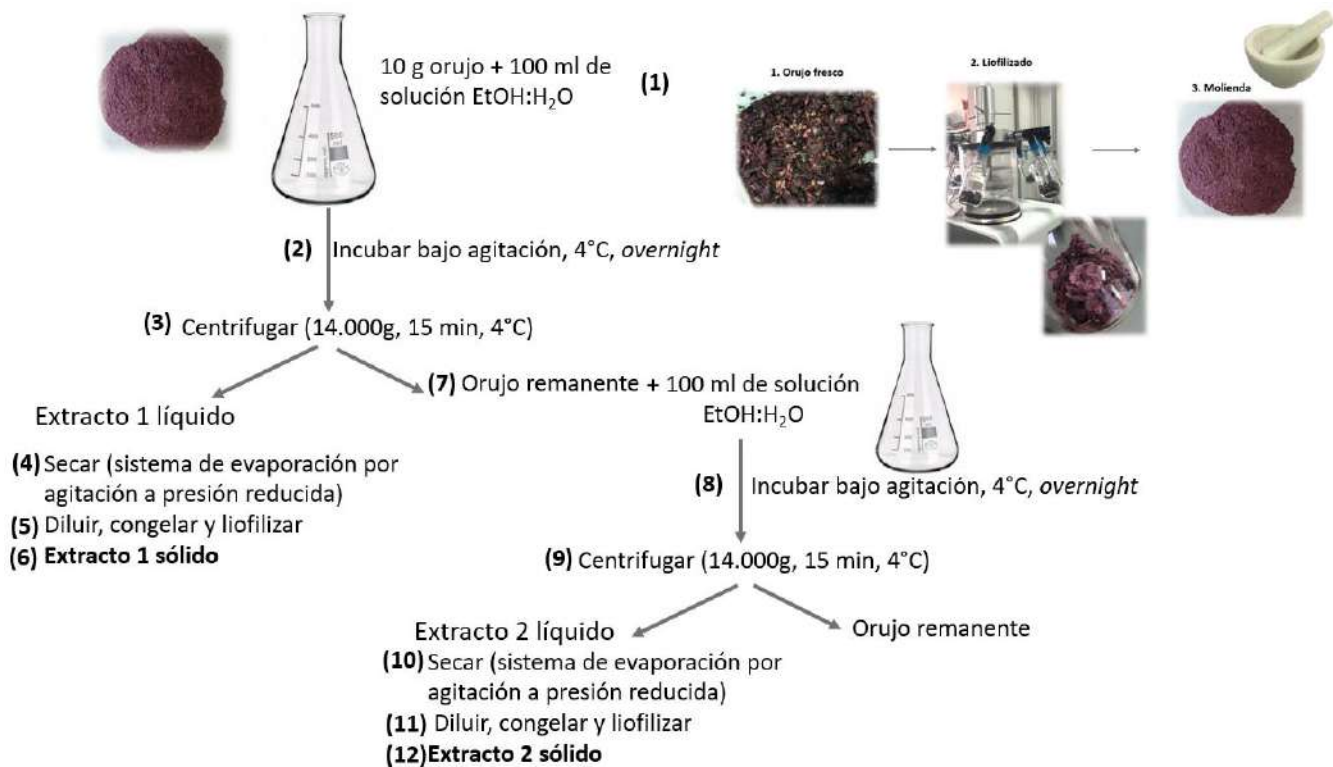 10 g orujo + 100 ml de
solución EtOH:H₂O
(1)
1. Orujo fresco
2. Liofilizado
3. Molienda
(2) Incubar bajo agitación, 4°C, overnight
(3) Centrifugar (14.000g, 15 min, 4°C)
Extracto 1 líquido
(4) Secar (sistema de evaporación por
agitación a presión reducida)
(5) Diluir, congelar y liofilizar
(6) Extracto 1 sólido
(7) Orujo remanente + 100 ml de solución
EtOH:H₂O
(8) Incubar bajo agitación, 4°C, overnight
(9) Centrifugar (14.000g, 15 min, 4°C)
Extracto 2 líquido
Orujo remanente
(10) Secar (sistema de evaporación por
agitación a presión reducida)
(11) Diluir, congelar y liofilizar
(12) Extracto 2 sólido